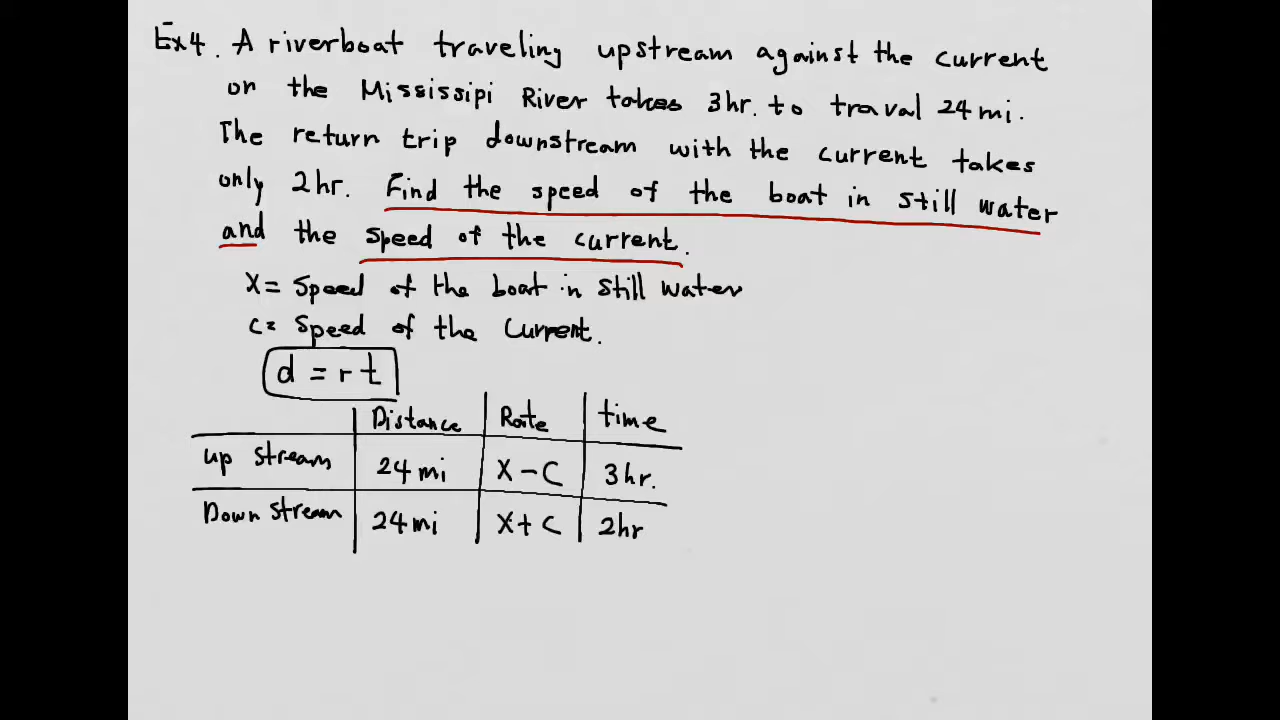 Ex4. A riverboat traveling upstream against the current
on the Mississipi River takes 3hr. to traval 24 mi.
The return trip downstream with the current takes
only 2hr. Find the speed of the boat in still water
and the speed of the current.
X = Speed of the boat in still water
C = Speed of the Current.
d = r t
Distance Rate time
up stream 24 mi X - C 3 hr.
Down stream 24 mi X + C 2hr